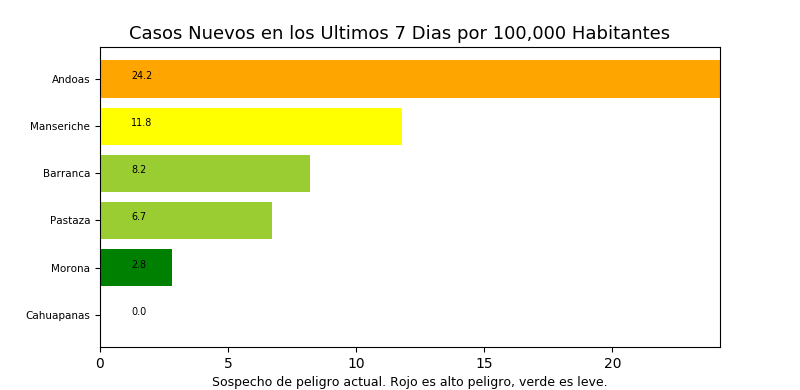 Casos Nuevos en los Ultimos 7 Dias por 100,000 Habitantes
Andoas 24.2
Manseriche 11.8
Barranca 8.2
Pastaza 6.7
Morona 2.8
Cahuapanas 0.0
0 5 10 15 20
Sospecho de peligro actual. Rojo es alto peligro, verde es leve.